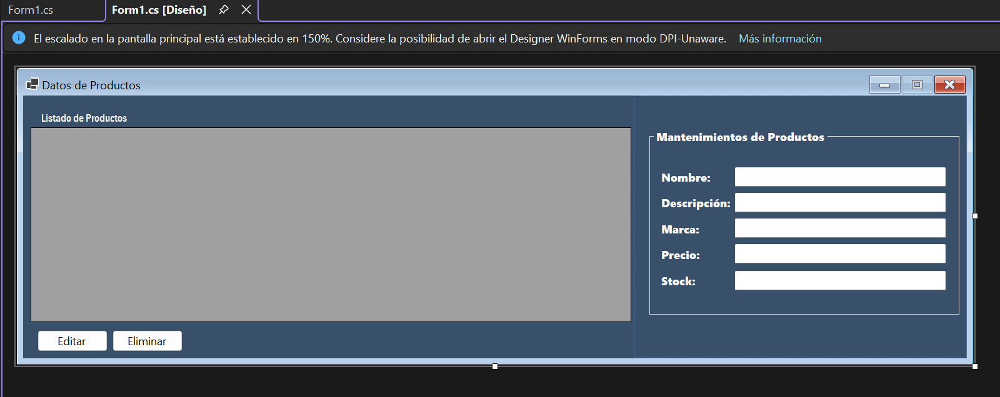 Form1.cs
Form1.cs [Diseño]
El escalado en la pantalla principal está establecido en 150%. Considere la posibilidad de abrir el Designer WinForms en modo DPI-Unaware. Más información
Datos de Productos
Listado de Productos
Mantenimientos de Productos
Nombre:
Descripción:
Marca:
Precio:
Stock:
Editar
Eliminar